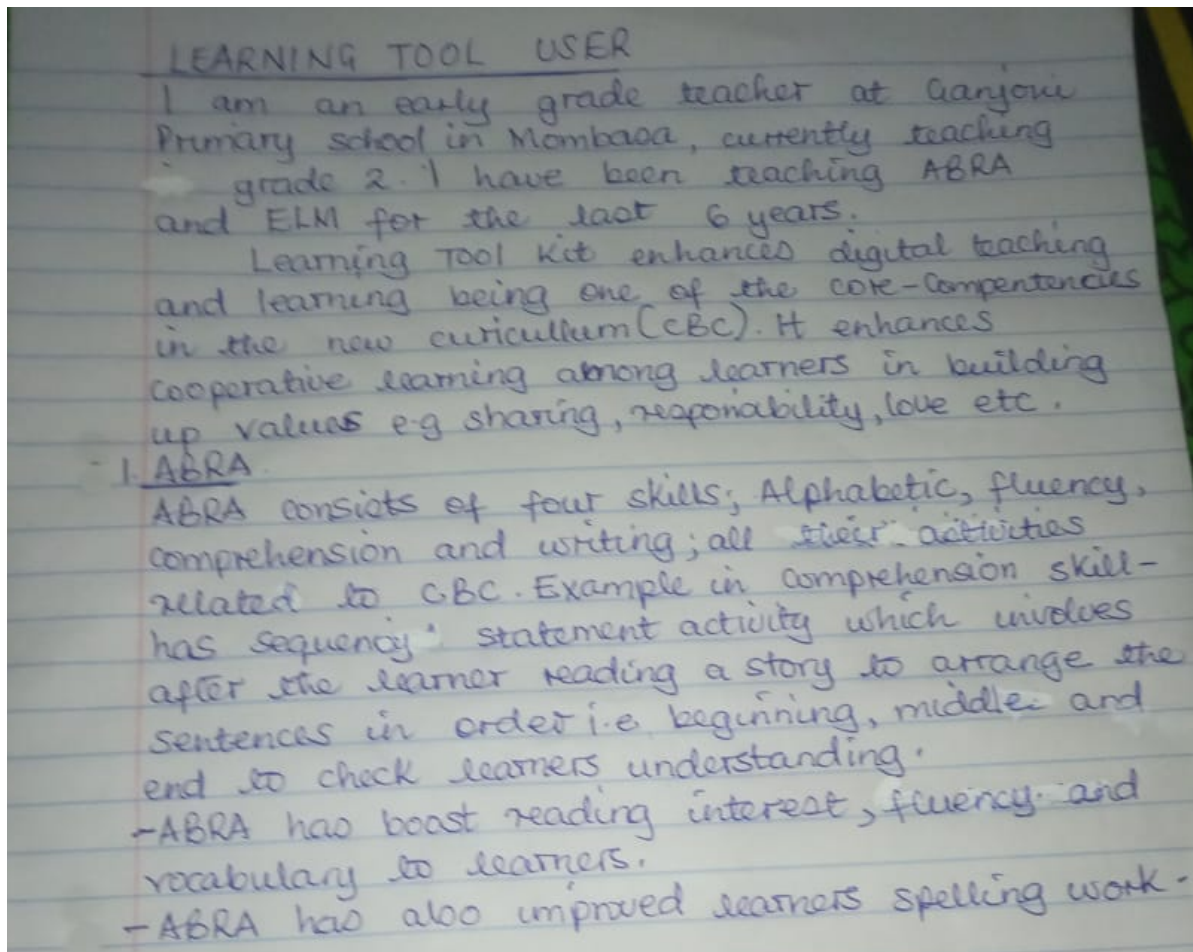 LEARNING TOOL USER
I am an early grade teacher at Ganjoni
Primary school in Mombasa, currently teaching
grade 2. I have been teaching ABRA
and ELM for the last 6 years.
Learning Tool Kit enhances digital teaching
and learning being one of the core-Compentencies
in the new curicullum (CBC). It enhances
cooperative learning among learners in building
up values e.g sharing, responsibility, love etc.
1. ABRA
ABRA consists of four skills; Alphabetic, fluency,
comprehension and writing; all their activities
related to CBC. Example in comprehension skill-
has sequency statement activity which involves
after the learner reading a story to arrange the
sentences in order i.e beginning, middle and
end to check learners understanding.
-ABRA has boast reading interest, fluency and
vocabulary to learners.
-ABRA has also improved learners spelling work.